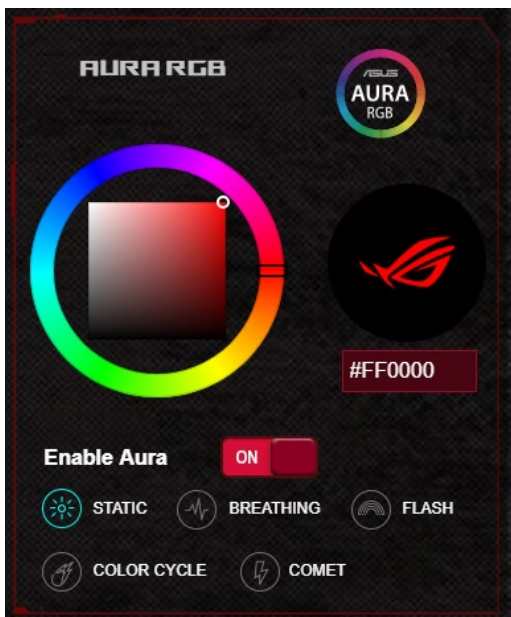 AURA RGB
ASUS
AURA
RGB
#FF0000
Enable Aura ON
STATIC BREATHING FLASH
COLOR CYCLE COMET